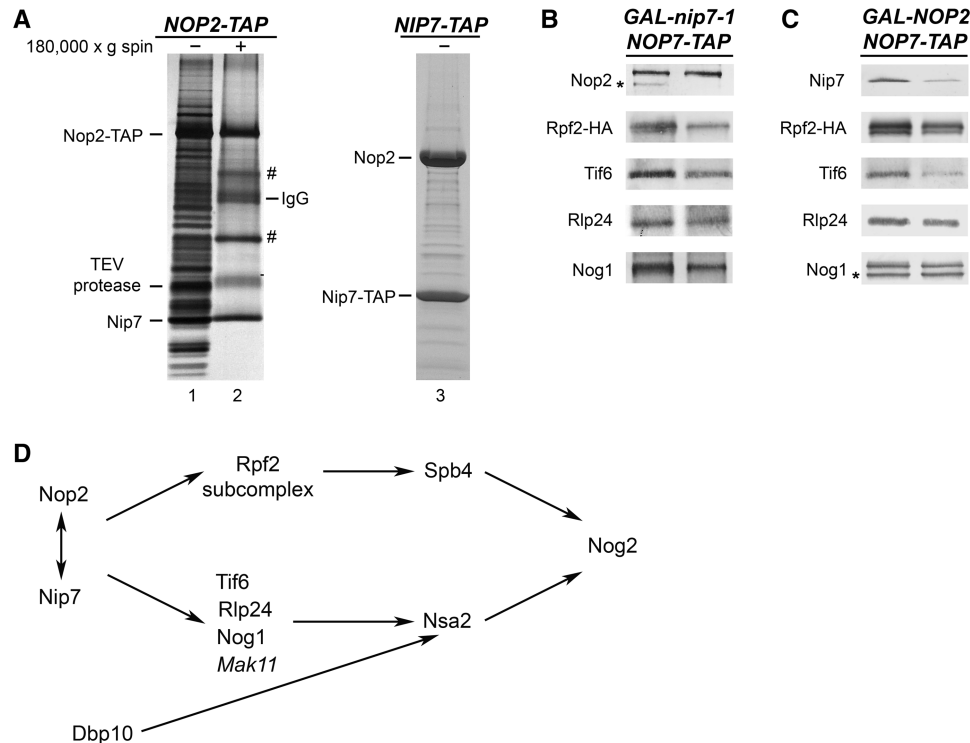 A
NOP2-TAP
180,000 x g spin – +
Nop2-TAP
#
IgG
#
TEV
protease
Nip7
1 2
NIP7-TAP
–
Nop2
Nip7-TAP
3
B
GAL-nip7-1
NOP7-TAP
Nop2
*
Rpf2-HA
Tif6
Rlp24
Nog1
C
GAL-NOP2
NOP7-TAP
Nip7
Rpf2-HA
Tif6
Rlp24
Nog1
*
D
Nop2
Nip7
Rpf2
subcomplex
Spb4
Nog2
Tif6
Rlp24
Nog1
Mak11
Nsa2
Dbp10